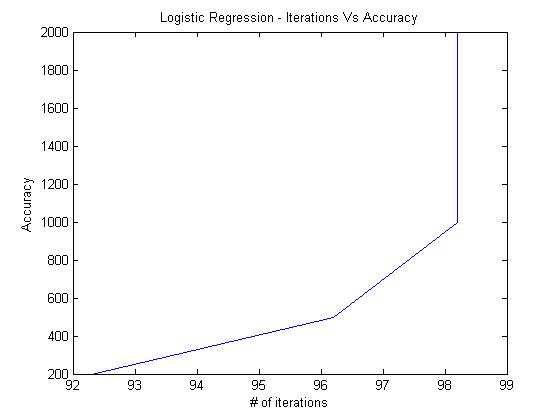 Logistic Regression - Iterations Vs Accuracy
2000
1800
1600
1400
1200
1000
800
600
400
200
Accuracy
92 93 94 95 96 97 98 99
# of iterations